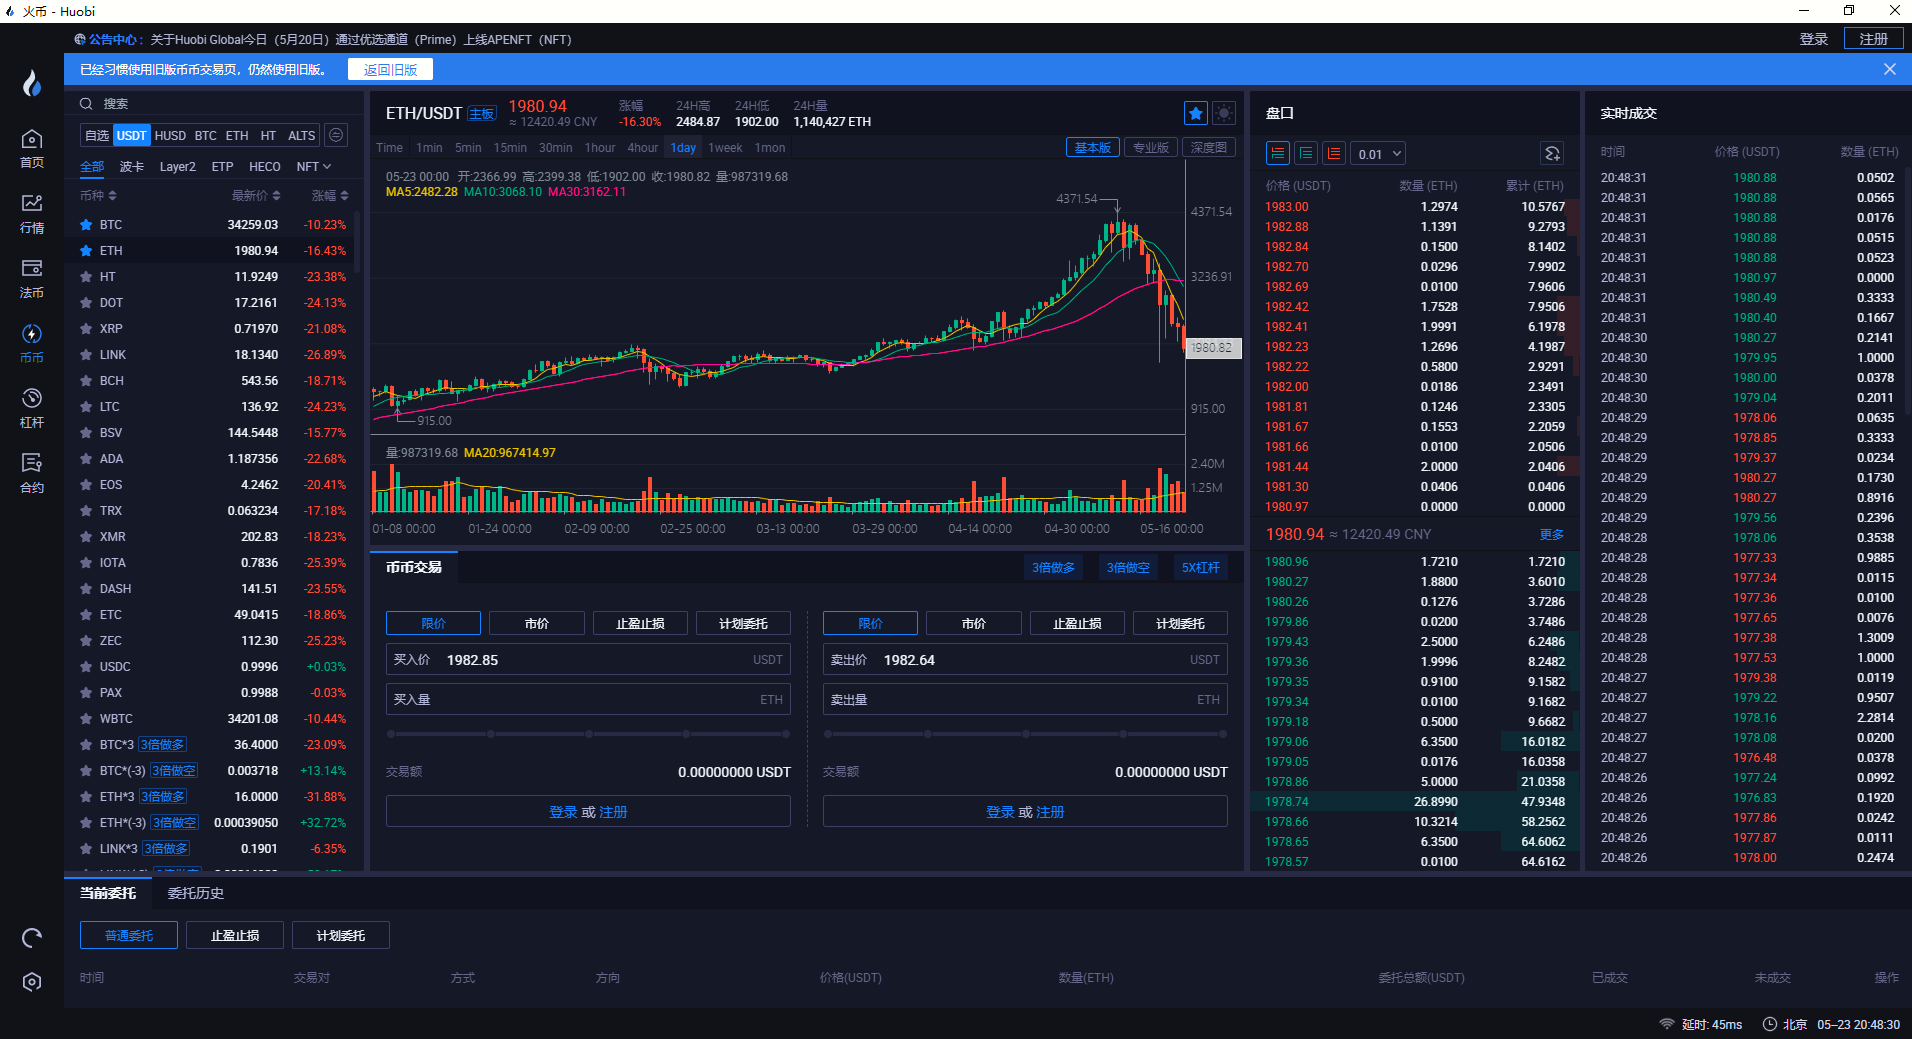 火币 - Huobi
公告中心： 关于Huobi Global今日（5月20日）通过优选通道（Prime）上线APENFT（NFT）
登录 注册
已经习惯使用旧版币币交易页，仍然使用旧版。 返回旧版
首页
行情
法币
币币
杠杆
合约
搜索
自选 USDT HUSD BTC ETH HT ALTS
全部 波卡 Layer2 ETP HECO NFT
币种 最新价 涨幅
BTC 34259.03 -10.23%
ETH 1980.94 -16.43%
HT 11.9249 -23.38%
DOT 17.2161 -24.13%
XRP 0.71970 -21.08%
LINK 18.1340 -26.89%
BCH 543.56 -18.71%
LTC 136.92 -24.23%
BSV 144.5448 -15.77%
ADA 1.187356 -22.68%
EOS 4.2462 -20.41%
TRX 0.063234 -17.18%
XMR 202.83 -18.23%
IOTA 0.7836 -25.39%
DASH 141.51 -23.55%
ETC 49.0415 -18.86%
ZEC 112.30 -25.23%
USDC 0.9996 +0.03%
PAX 0.9988 -0.03%
WBTC 34201.08 -10.44%
BTC*3 3倍做多 36.4000 -23.09%
BTC*(-3) 3倍做空 0.003718 +13.14%
ETH*3 3倍做多 16.0000 -31.88%
ETH*(-3) 3倍做空 0.00039050 +32.72%
LINK*3 3倍做多 0.1901 -6.35%
ETH/USDT 主板 1980.94 ≈ 12420.49 CNY
涨幅 -16.30%
24H高 2484.87
24H低 1902.00
24H量 1,140,427 ETH
Time 1min 5min 15min 30min 1hour 4hour 1day 1week 1mon
基本版 专业版 深度图
05-23 00:00 开:2366.99 高:2399.38 低:1902.00 收:1980.82 量:987319.68
MA5:2482.28 MA10:3068.10 MA30:3162.11
4371.54
4371.54
3236.91
1980.82
915.00
915.00
量:987319.68 MA20:967414.97
2.40M
1.25M
01-08 00:00 01-24 00:00 02-09 00:00 02-25 00:00 03-13 00:00 03-29 00:00 04-14 00:00 04-30 00:00 05-16 00:00
币币交易 3倍做多 3倍做空 5X杠杆
限价 市价 止盈止损 计划委托
买入价 1982.85 USDT
买入量 ETH
交易额 0.00000000 USDT
登录 或 注册
限价 市价 止盈止损 计划委托
卖出价 1982.64 USDT
卖出量 ETH
交易额 0.00000000 USDT
登录 或 注册
盘口
0.01
价格 (USDT) 数量 (ETH) 累计 (ETH)
1983.00 1.2974 10.5767
1982.88 1.1391 9.2793
1982.84 0.1500 8.1402
1982.70 0.0296 7.9902
1982.69 0.0100 7.9606
1982.42 1.7528 7.9506
1982.41 1.9991 6.1978
1982.23 1.2696 4.1987
1982.22 0.5800 2.9291
1982.00 0.0186 2.3491
1981.81 0.1246 2.3305
1981.67 0.1553 2.2059
1981.66 0.0100 2.0506
1981.44 2.0000 2.0406
1981.30 0.0406 0.0406
1980.97 0.0000 0.0000
1980.94 ≈ 12420.49 CNY 更多
1980.96 1.7210 1.7210
1980.27 1.8800 3.6010
1980.26 0.1276 3.7286
1979.86 0.0200 3.7486
1979.43 2.5000 6.2486
1979.36 1.9996 8.2482
1979.35 0.9100 9.1582
1979.34 0.0100 9.1682
1979.18 0.5000 9.6682
1979.06 6.3500 16.0182
1979.05 0.0176 16.0358
1978.86 5.0000 21.0358
1978.74 26.8990 47.9348
1978.66 10.3214 58.2562
1978.65 6.3500 64.6062
1978.57 0.0100 64.6162
实时成交
时间 价格 (USDT) 数量 (ETH)
20:48:31 1980.88 0.0502
20:48:31 1980.88 0.0565
20:48:31 1980.88 0.0176
20:48:31 1980.88 0.0515
20:48:31 1980.88 0.0523
20:48:31 1980.97 0.0000
20:48:31 1980.49 0.3333
20:48:31 1980.40 0.1667
20:48:30 1980.27 0.2141
20:48:30 1979.95 1.0000
20:48:30 1980.00 0.0378
20:48:30 1979.04 0.2011
20:48:29 1978.06 0.0635
20:48:29 1978.85 0.3333
20:48:29 1979.37 0.0234
20:48:29 1980.27 0.1730
20:48:29 1980.27 0.8916
20:48:29 1979.56 0.2396
20:48:28 1978.06 0.3538
20:48:28 1977.33 0.9885
20:48:28 1977.34 0.0115
20:48:28 1977.36 0.0100
20:48:28 1977.65 0.0076
20:48:28 1977.38 1.3009
20:48:28 1977.53 1.0000
20:48:27 1979.38 0.0119
20:48:27 1979.22 0.9507
20:48:27 1978.16 2.2814
20:48:27 1978.08 0.0200
20:48:27 1976.48 0.0378
20:48:26 1977.24 0.0992
20:48:26 1976.83 0.1920
20:48:26 1977.86 0.0242
20:48:26 1977.87 0.0111
20:48:26 1978.00 0.2474
当前委托 委托历史
普通委托 止盈止损 计划委托
时间 交易对 方式 方向 价格(USDT) 数量(ETH) 委托总额(USDT) 已成交 未成交 操作
延时: 45ms 北京 05-23 20:48:30